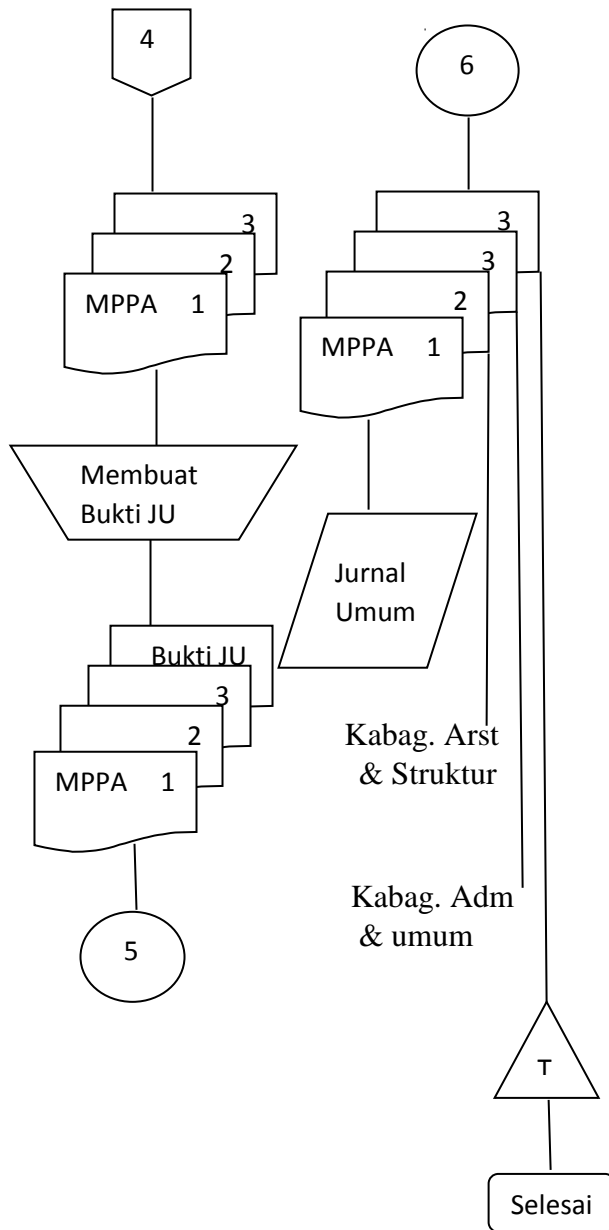 4
3
2
MPPA 1
Membuat
Bukti JU
Bukti JU
3
2
MPPA 1
5
6
3
3
2
MPPA 1
Jurnal
Umum
Kabag. Arst
& Struktur
Kabag. Adm
& umum
T
Selesai